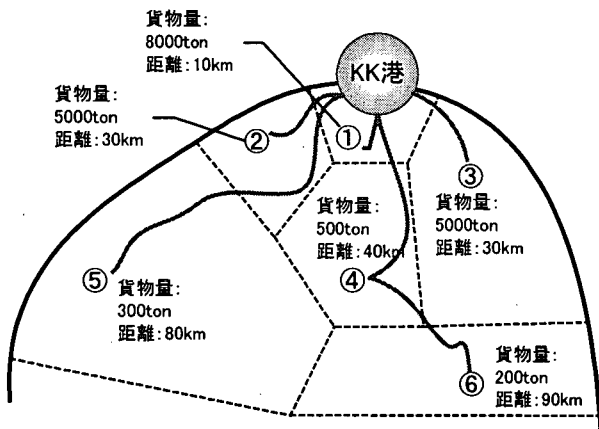 貨物量:
8000ton
距離:10km
KK港
貨物量:
5000ton
距離:30km
②
①
③
貨物量:
5000ton
距離:30km
貨物量:
500ton
距離:40km
④
⑤
貨物量:
300ton
距離:80km
貨物量:
200ton
距離:90km
⑥